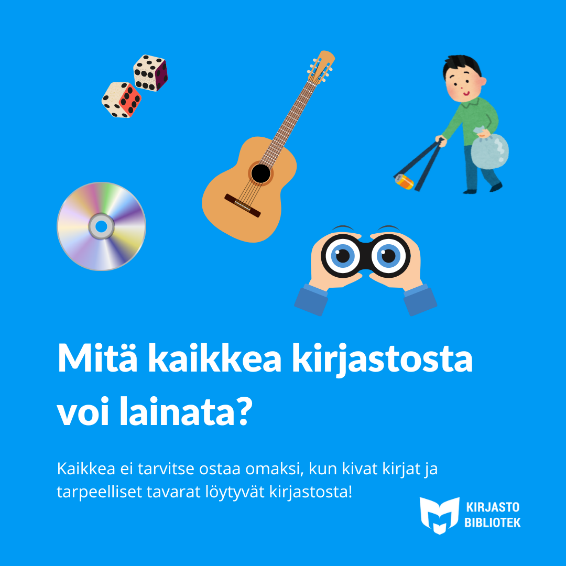 Mitä kaikkea kirjastosta
voi lainata?
Kaikkea ei tarvitse ostaa omaksi, kun kivat kirjat ja
tarpeelliset tavarat löytyvät kirjastosta!
KIRJASTO
BIBLIOTEK